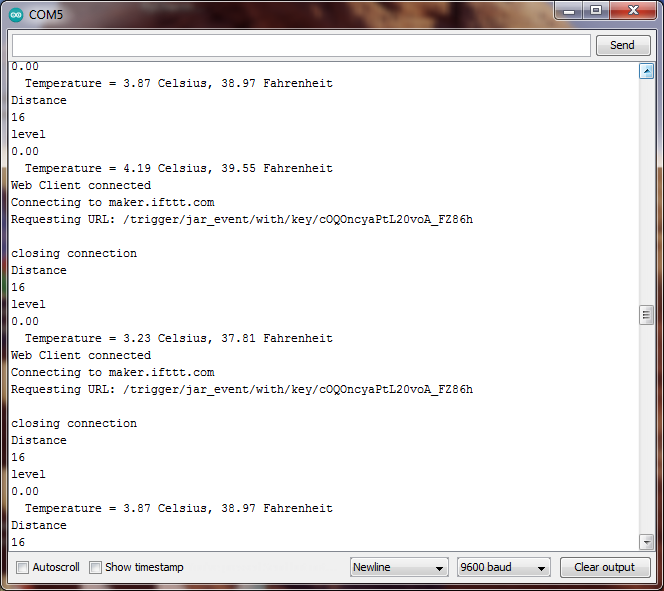 COM5
Send
0.00
  Temperature = 3.87 Celsius, 38.97 Fahrenheit
Distance
16
level
0.00
  Temperature = 4.19 Celsius, 39.55 Fahrenheit
Web Client connected
Connecting to maker.ifttt.com
Requesting URL: /trigger/jar_event/with/key/cOQOncyaPtL20voA_FZ86h
closing connection
Distance
16
level
0.00
  Temperature = 3.23 Celsius, 37.81 Fahrenheit
Web Client connected
Connecting to maker.ifttt.com
Requesting URL: /trigger/jar_event/with/key/cOQOncyaPtL20voA_FZ86h
closing connection
Distance
16
level
0.00
  Temperature = 3.87 Celsius, 38.97 Fahrenheit
Distance
16
Autoscroll Show timestamp Newline 9600 baud Clear output